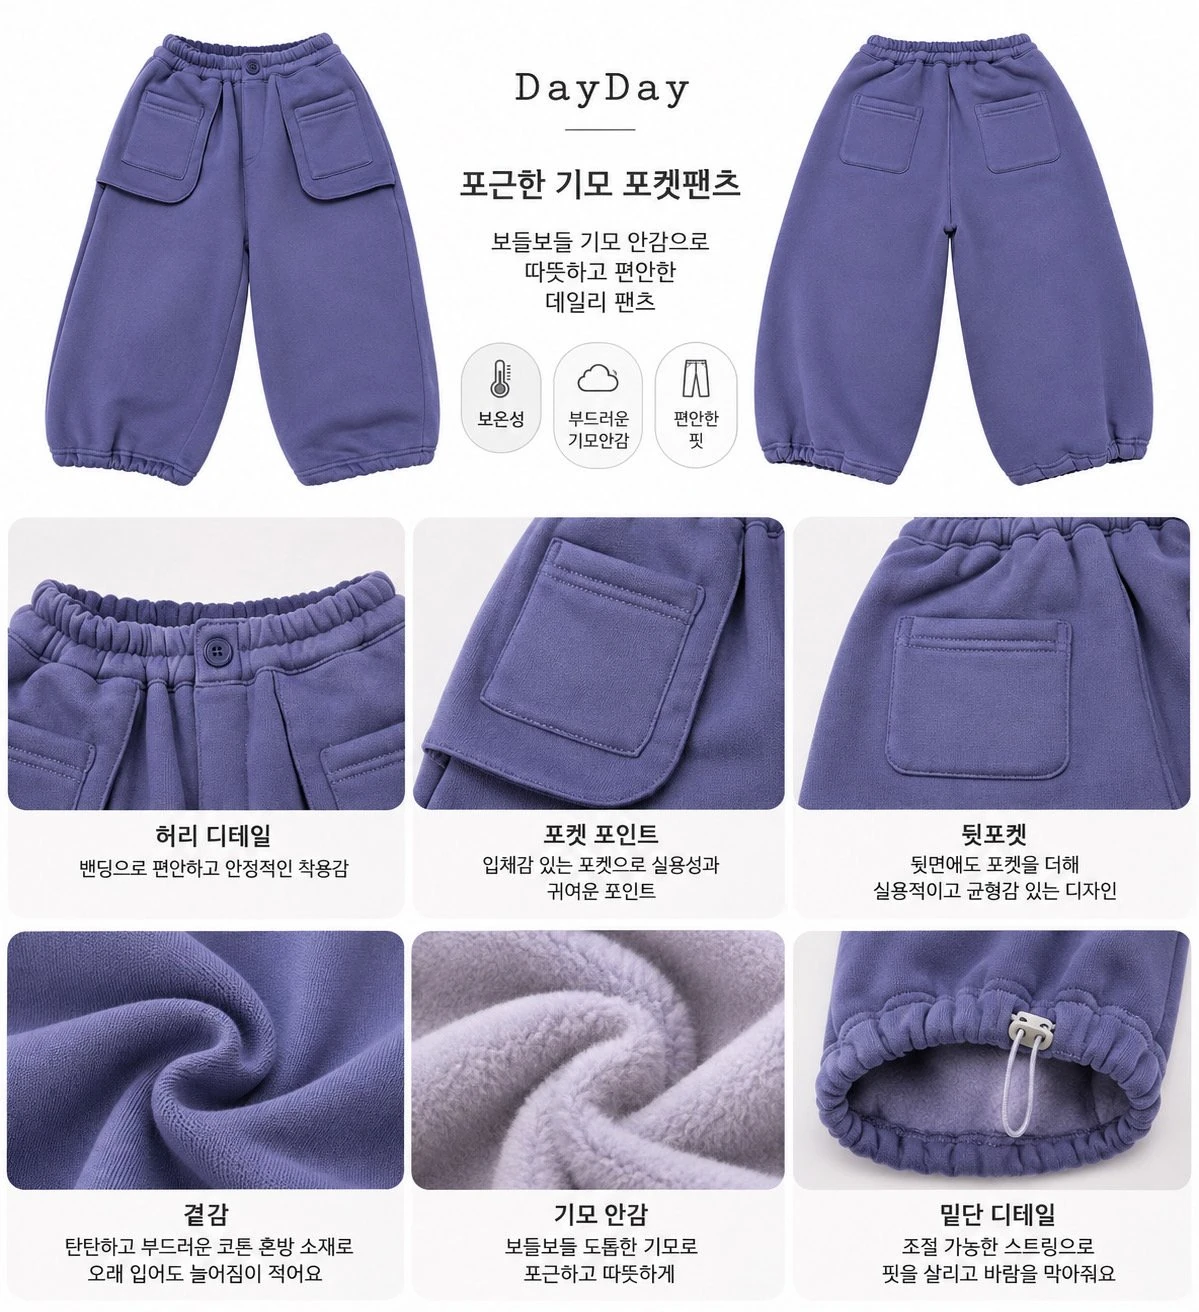 DayDay
포근한 기모 포켓팬츠
보들보들 기모 안감으로
따뜻하고 편안한
데일리 팬츠
보온성
부드러운
기모안감
편안한
핏
허리 디테일
밴딩으로 편안하고 안정적인 착용감
포켓 포인트
입체감 있는 포켓으로 실용성과
귀여운 포인트
뒷포켓
뒷면에도 포켓을 더해
실용적이고 균형감 있는 디자인
곁감
탄탄하고 부드러운 코튼 혼방 소재로
오래 입어도 늘어짐이 적어요
기모 안감
보들보들 도톰한 기모로
포근하고 따뜻하게
밑단 디테일
조절 가능한 스트링으로
핏을 살리고 바람을 막아줘요